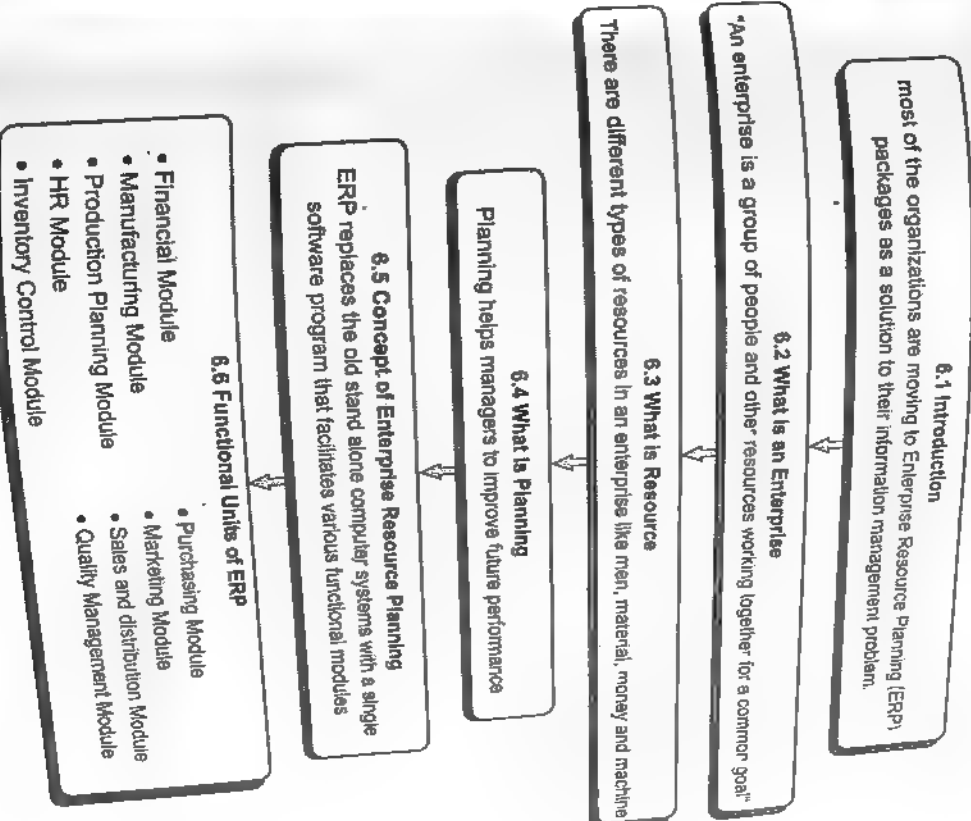 6.1 Introduction
most of the organizations are moving to Enterprise Resource Planning (ERP)
packages as a solution to their information management problem.
6.2 What is an Enterprise
"An enterprise is a group of people and other resources working together for a common goal"
6.3 What is Resource
There are different types of resources in an enterprise like men, material, money and machine
6.4 What is Planning
Planning helps managers to improve future performance
6.5 Concept of Enterprise Resource Planning
ERP replaces the old stand alone computer systems with a single
software program that facilitates various functional modules
6.6 Functional Units of ERP
• Financial Module
• Manufacturing Module
• Production Planning Module
• HR Module
• Inventory Control Module
• Purchasing Module
• Marketing Module
• Sales and distribution Module
• Quality Management Module